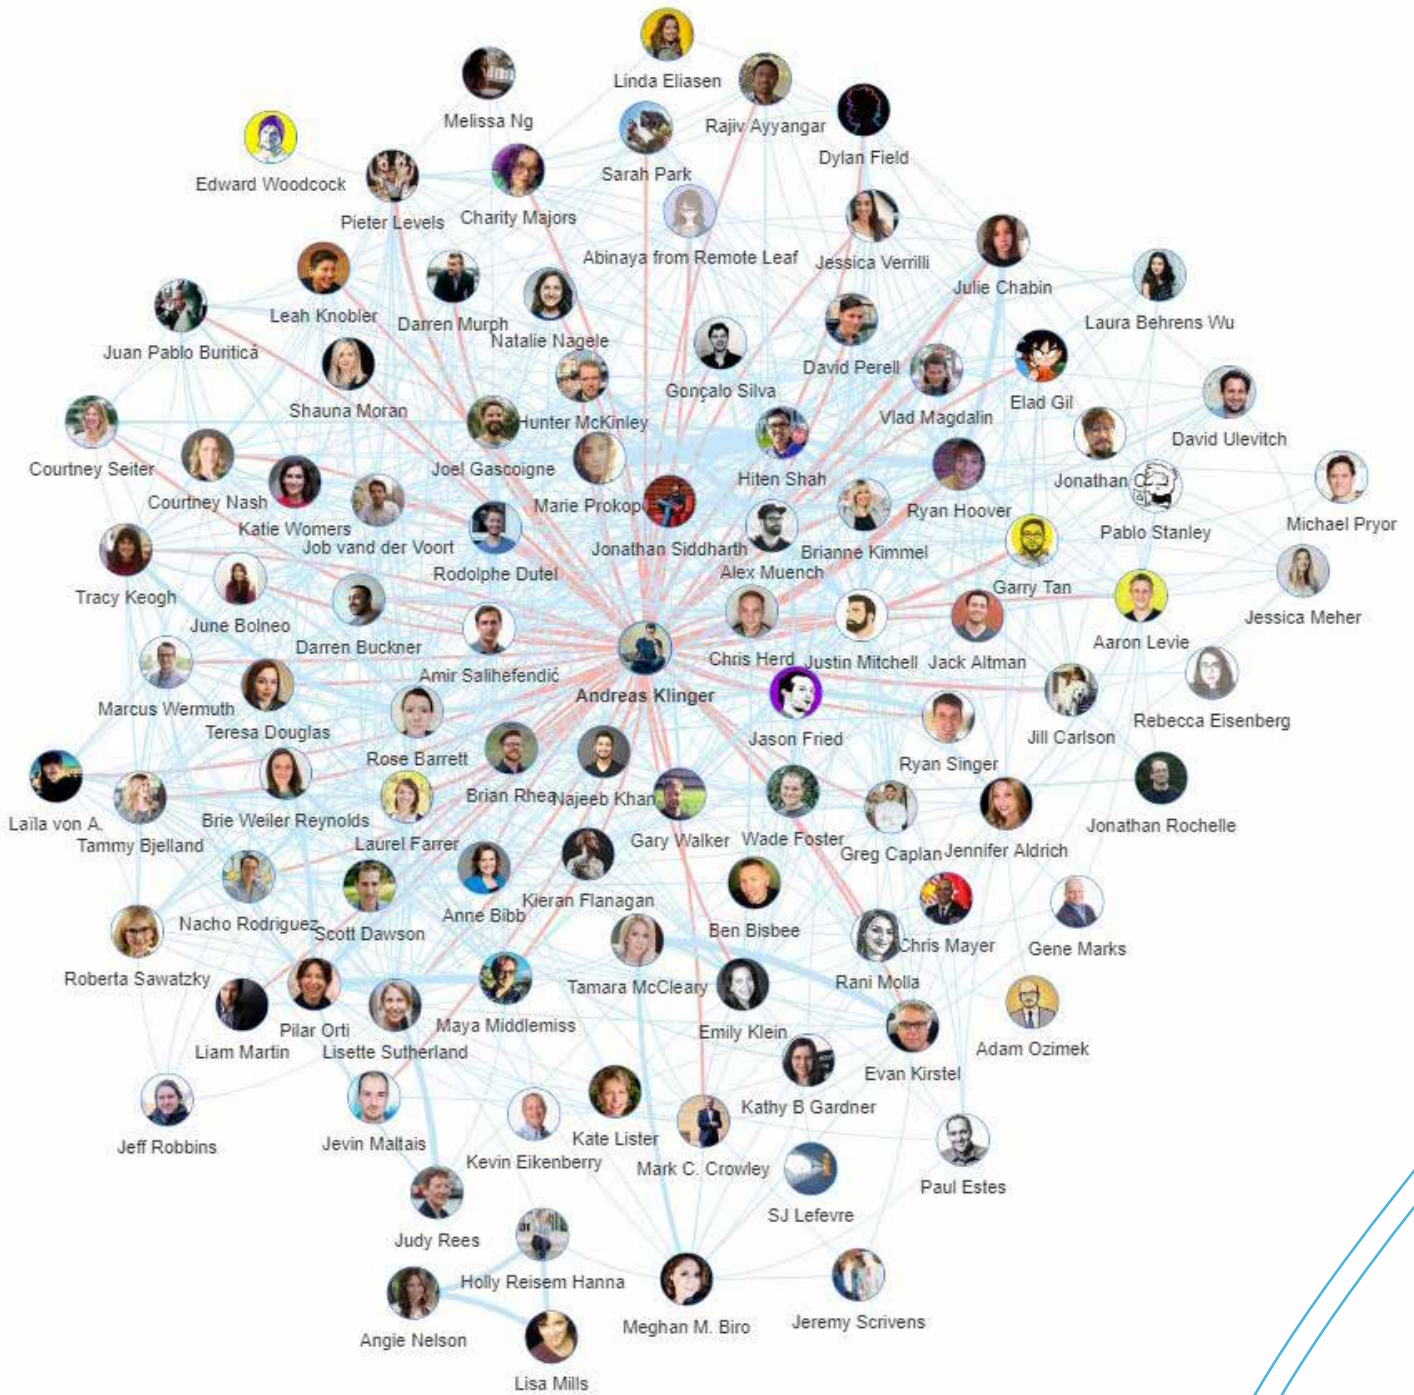 Linda Eliasen
Melissa Ng
Rajiv Ayyangar
Dylan Field
Sarah Park
Edward Woodcock
Pieter Levels
Charity Majors
Abinaya from Remote Leaf
Jessica Verrilli
Julie Chabin
Leah Knobler
Darren Murph
Natalie Nagele
Laura Behrens Wu
Juan Pablo Buriticá
Shauna Moran
Hunter McKinley
Gonçalo Silva
David Perell
Vlad Magdalin
Elad Gil
David Ulevitch
Courtney Seiter
Courtney Nash
Joel Gascoigne
Marie Prokop
Hiten Shah
Ryan Hoover
Jonathan
Pablo Stanley
Michael Pryor
Katie Womers
Job vand der Voort
Rodolphe Dutel
Jonathan Siddharth
Alex Muench
Brianne Kimmel
Garry Tan
Jessica Meher
Tracy Keogh
June Bolneo
Darren Buckner
Amir Salihefendić
Andreas Klinger
Chris Herd
Justin Mitchell
Jack Altman
Aaron Levie
Marcus Wermuth
Teresa Douglas
Rose Barrett
Jason Fried
Ryan Singer
Jill Carlson
Rebecca Eisenberg
Laïla von A.
Tammy Bjelland
Brie Weiler Reynolds
Laurel Farrer
Brian Rhea
Najeeb Khan
Gary Walker
Wade Foster
Greg Caplan
Jennifer Aldrich
Jonathan Rochelle
Nacho Rodriguez
Scott Dawson
Anne Bibb
Kieran Flanagan
Ben Bisbee
Chris Mayer
Gene Marks
Roberta Sawatzky
Liam Martin
Pilar Orti
Lisette Sutherland
Maya Middlemiss
Tamara McCleary
Emily Klein
Rani Molla
Evan Kirstel
Adam Ozimek
Jeff Robbins
Jevin Maltais
Kevin Eikenberry
Kate Lister
Mark C. Crowley
Kathy B Gardner
Paul Estes
Judy Rees
SJ Lefevre
Holly Reisem Hanna
Angie Nelson
Lisa Mills
Meghan M. Biro
Jeremy Scrivens